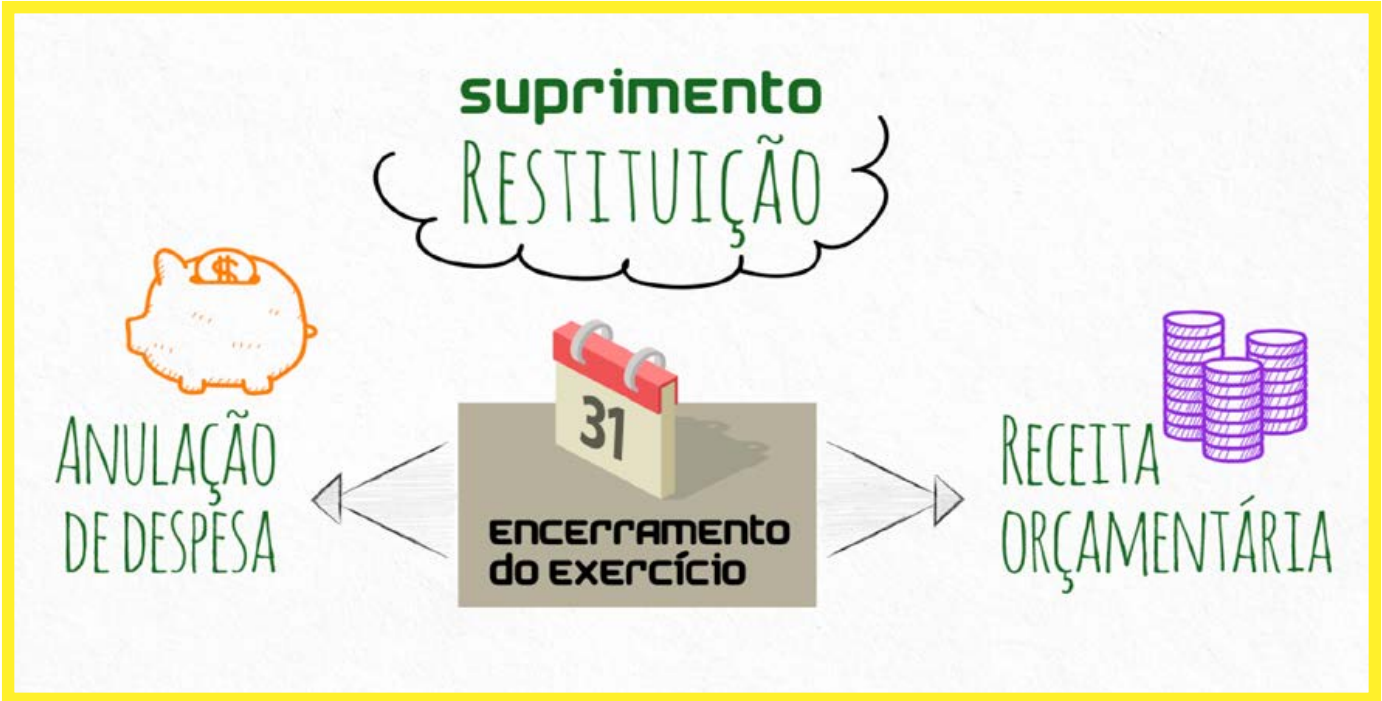 suprimento
RESTITUIÇÃO
$
ANULAÇÃO
DE DESPESA
31
ENCERRAMENTO
DO EXERCÍCIO
RECEITA
ORÇAMENTÁRIA